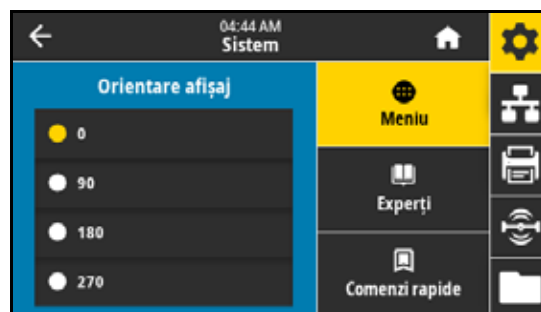 04:44 AM
Sistem
Orientare afișaj
0
90
180
270
Meniu
Experți
Comenzi rapide